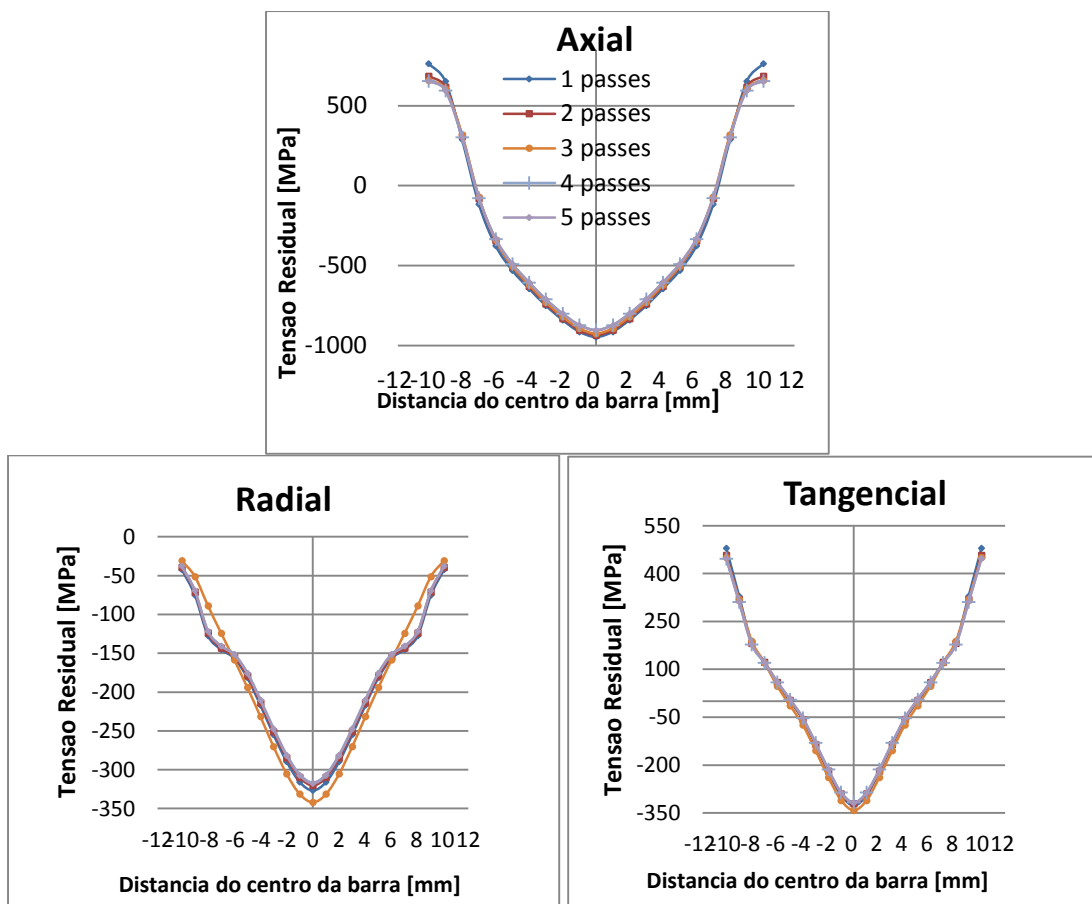 Axial
1 passes
2 passes
3 passes
4 passes
5 passes
Tensao Residual [MPa]
500
0
-500
-1000
-12 -10 -8 -6 -4 -2 0 2 4 6 8 10 12
Distancia do centro da barra [mm]
Radial
Tensao Residual [MPa]
0
-50
-100
-150
-200
-250
-300
-350
-12 -10 -8 -6 -4 -2 0 2 4 6 8 10 12
Distancia do centro da barra [mm]
Tangencial
Tensao Residual [MPa]
550
400
250
100
-50
-200
-350
-12 -10 -8 -6 -4 -2 0 2 4 6 8 10 12
Distancia do centro da barra [mm]